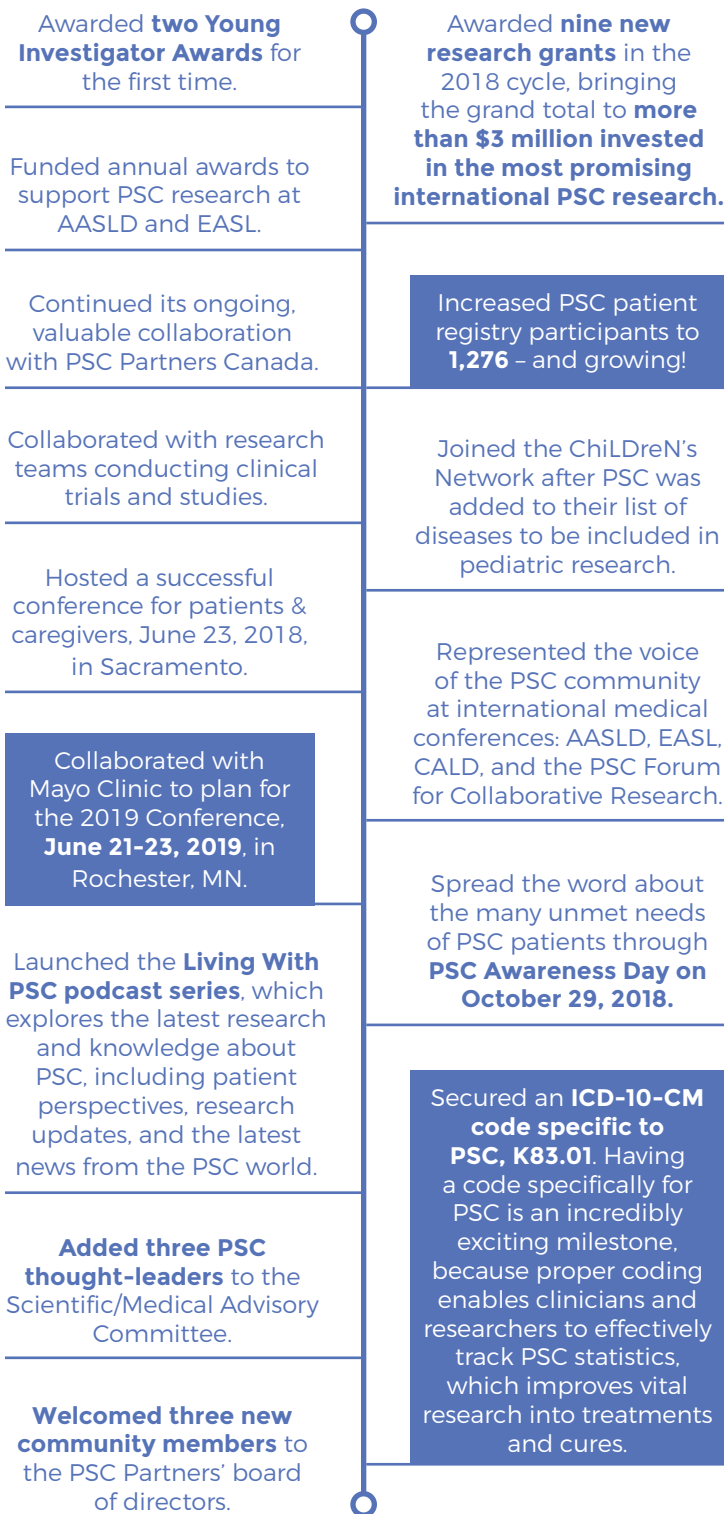 Awarded two Young
Investigator Awards for
the first time.
Funded annual awards to
support PSC research at
AASLD and EASL.
Continued its ongoing,
valuable collaboration
with PSC Partners Canada.
Collaborated with research
teams conducting clinical
trials and studies.
Hosted a successful
conference for patients &
caregivers, June 23, 2018,
in Sacramento.
Collaborated with
Mayo Clinic to plan for
the 2019 Conference,
June 21-23, 2019, in
Rochester, MN.
Launched the Living With
PSC podcast series, which
explores the latest research
and knowledge about
PSC, including patient
perspectives, research
updates, and the latest
news from the PSC world.
Added three PSC
thought-leaders to the
Scientific/Medical Advisory
Committee.
Welcomed three new
community members to
the PSC Partners’ board
of directors.
Awarded nine new
research grants in the
2018 cycle, bringing
the grand total to more
than $3 million invested
in the most promising
international PSC research.
Increased PSC patient
registry participants to
1,276 – and growing!
Joined the ChiLDreN’s
Network after PSC was
added to their list of
diseases to be included in
pediatric research.
Represented the voice
of the PSC community
at international medical
conferences: AASLD, EASL,
CALD, and the PSC Forum
for Collaborative Research.
Spread the word about
the many unmet needs
of PSC patients through
PSC Awareness Day on
October 29, 2018.
Secured an ICD-10-CM
code specific to
PSC, K83.01. Having
a code specifically for
PSC is an incredibly
exciting milestone,
because proper coding
enables clinicians and
researchers to effectively
track PSC statistics,
which improves vital
research into treatments
and cures.